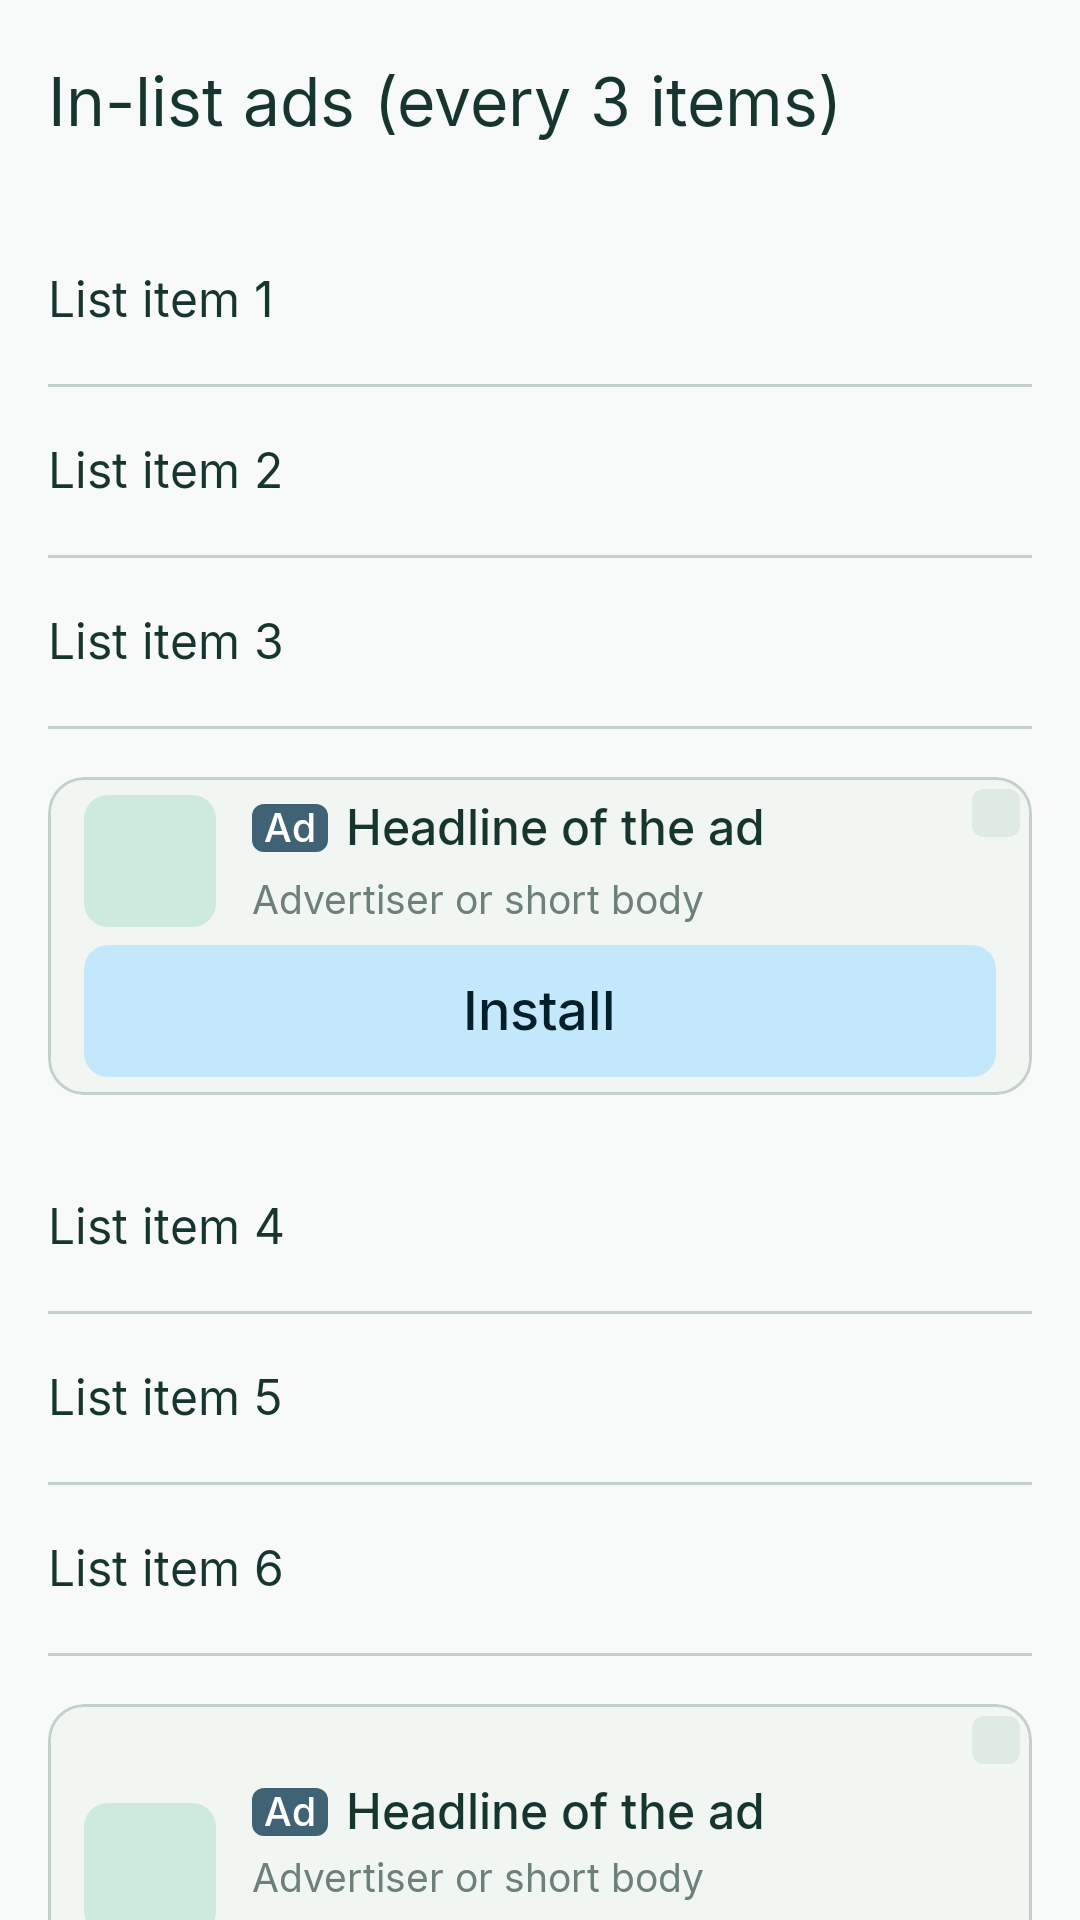 In-list ads (every 3 items)
List item 1
List item 2
List item 3
Ad Headline of the ad
Advertiser or short body
Install
List item 4
List item 5
List item 6
Ad Headline of the ad
Advertiser or short body